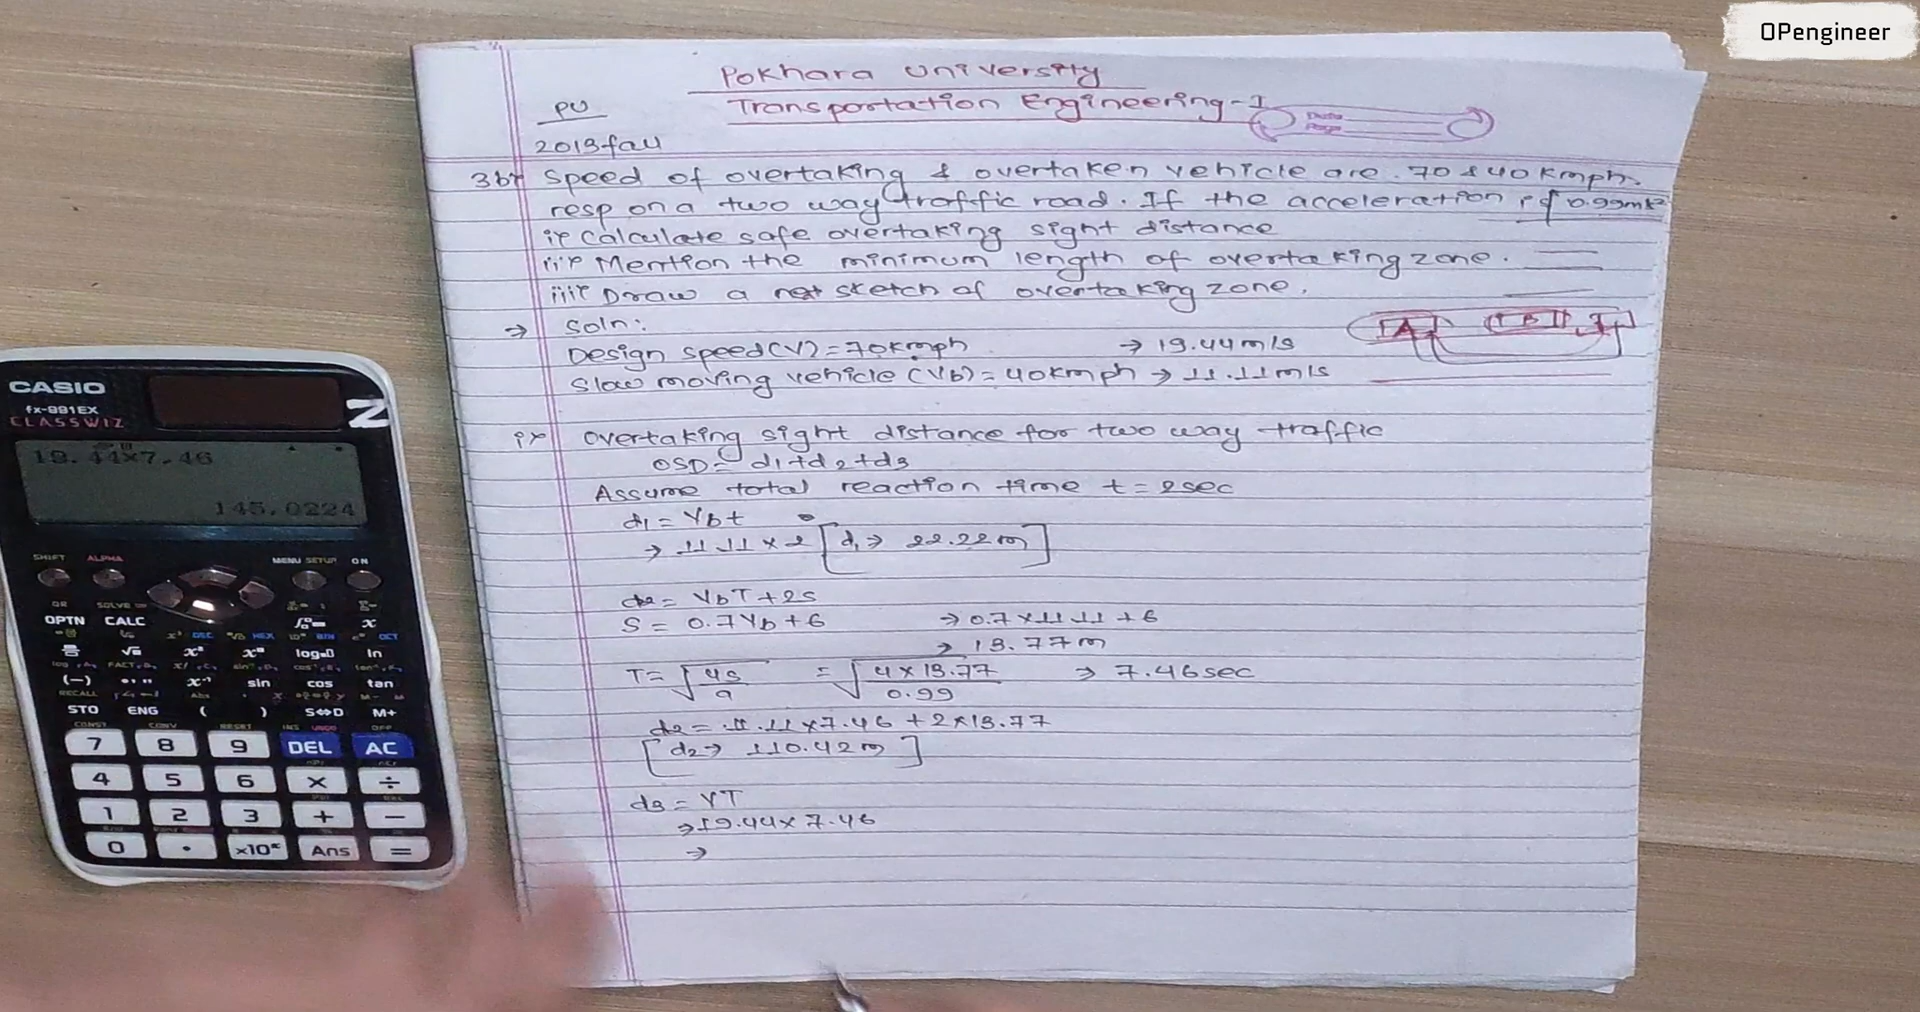 OPengineer
Pokhara University
Transportation Engineering-I
PU
2019 fall
3b) Speed of overtaking & overtaken vehicle are 70 & 40 Kmph.
resp on a two way traffic road. If the acceleration is 0.99m/s²
i) Calculate safe overtaking sight distance
ii) Mention the minimum length of overtaking zone.
iii) Draw a neat sketch of overtaking zone.
→ Soln:
A B
Design speed (V) = 70 Kmph → 19.44 m/s
Slow moving vehicle (Vb) = 40 Kmph → 11.11 m/s
i) Overtaking sight distance for two way traffic
OSD = d1+d2+d3
Assume total reaction time t = 2sec
d1 = Vbt
→ 11.11 × 2 [d1 → 22.22 m]
d2 = VbT + 2S
S = 0.7Vb + 6 → 0.7 × 11.11 + 6
→ 13.77 m
T = √4S/a = √4 × 13.77/0.99 → 7.46 sec
d2 = 11.11 × 7.46 + 2 × 13.77
[d2 → 110.42 m]
d3 = VT
→ 19.44 × 7.46
→
CASIO
fx-991EX
CLASSWIZ
19.44×7.46
145.0224
SHIFT ALPHA MENU SETUP ON
OPTN CALC x
log ln
(−) sin cos tan
STO ENG ( ) S⇔D M+
7 8 9 DEL AC
4 5 6 × ÷
1 2 3 + −
0 . ×10ˣ Ans =